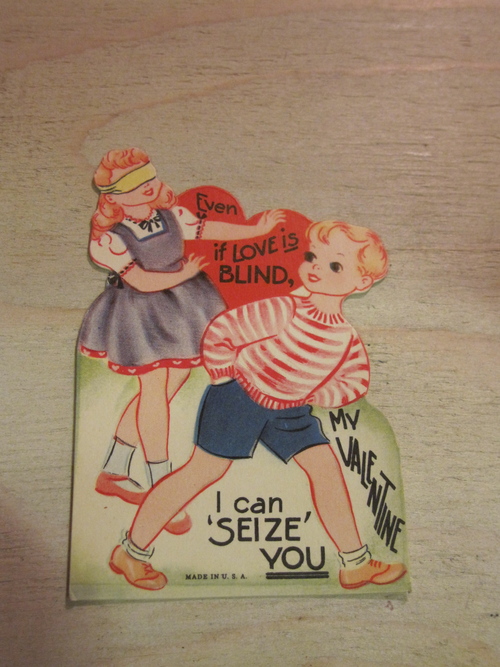 Even
if LOVE is
BLIND,
I can
'SEIZE'
YOU
MY
VALENTINE
MADE IN U. S. A.